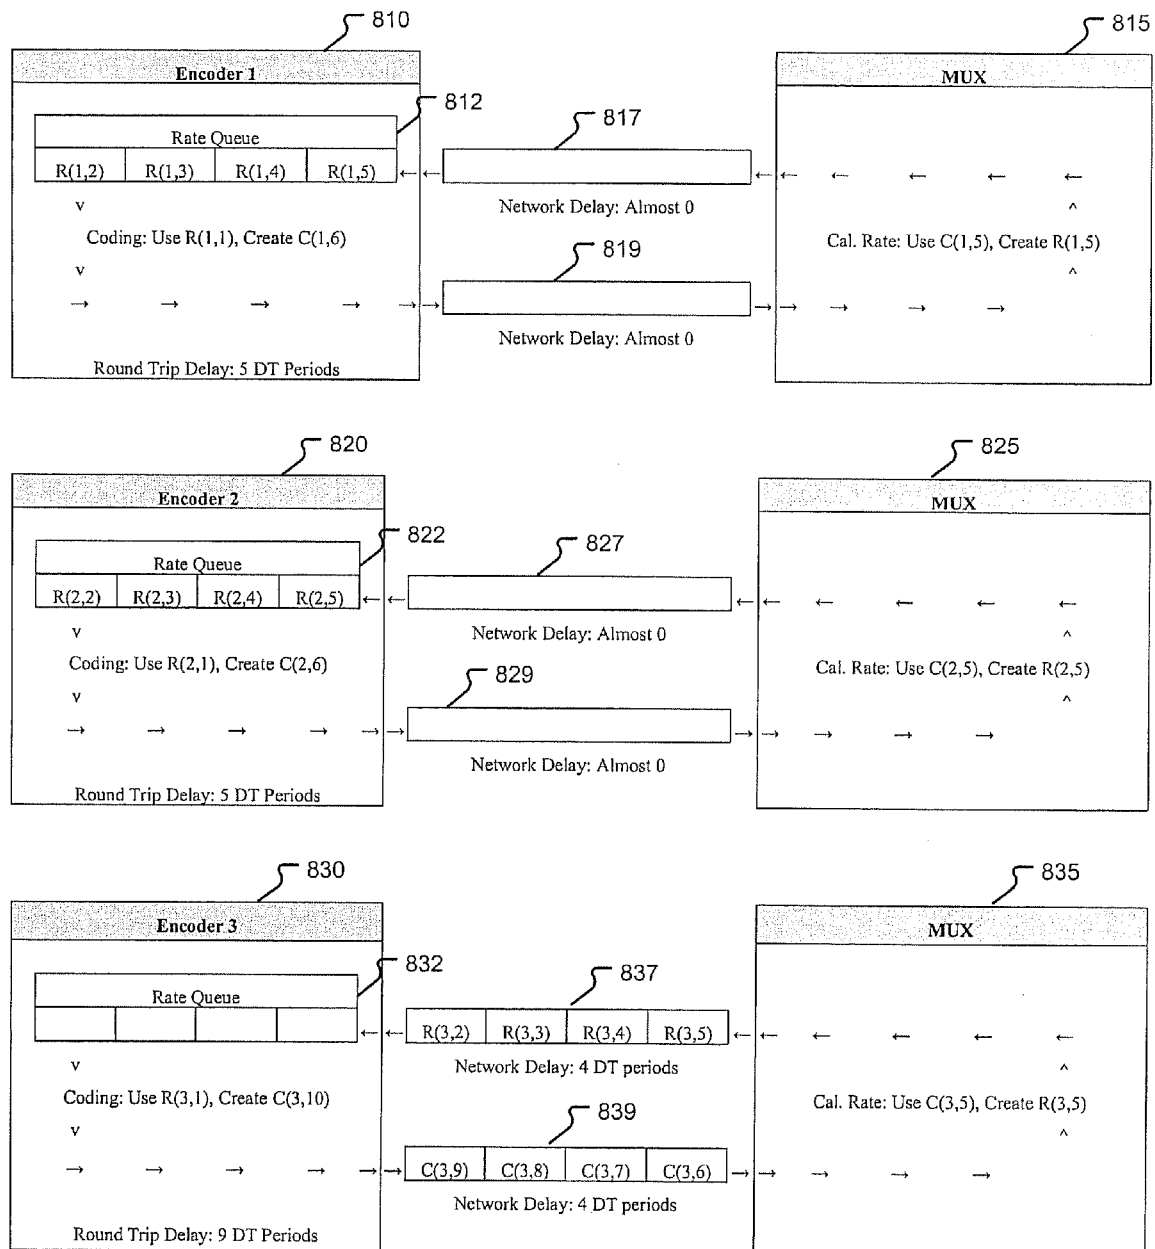 810
815
Encoder 1
MUX
812
817
Rate Queue
R(1,2) R(1,3) R(1,4) R(1,5)
Network Delay: Almost 0
Coding: Use R(1,1), Create C(1,6)
Cal. Rate: Use C(1,5), Create R(1,5)
819
Network Delay: Almost 0
Round Trip Delay: 5 DT Periods
820
825
Encoder 2
MUX
822
827
Rate Queue
R(2,2) R(2,3) R(2,4) R(2,5)
Network Delay: Almost 0
Coding: Use R(2,1), Create C(2,6)
Cal. Rate: Use C(2,5), Create R(2,5)
829
Network Delay: Almost 0
Round Trip Delay: 5 DT Periods
830
835
Encoder 3
MUX
832
837
Rate Queue
R(3,2) R(3,3) R(3,4) R(3,5)
Network Delay: 4 DT periods
Coding: Use R(3,1), Create C(3,10)
Cal. Rate: Use C(3,5), Create R(3,5)
839
C(3,9) C(3,8) C(3,7) C(3,6)
Network Delay: 4 DT periods
Round Trip Delay: 9 DT Periods